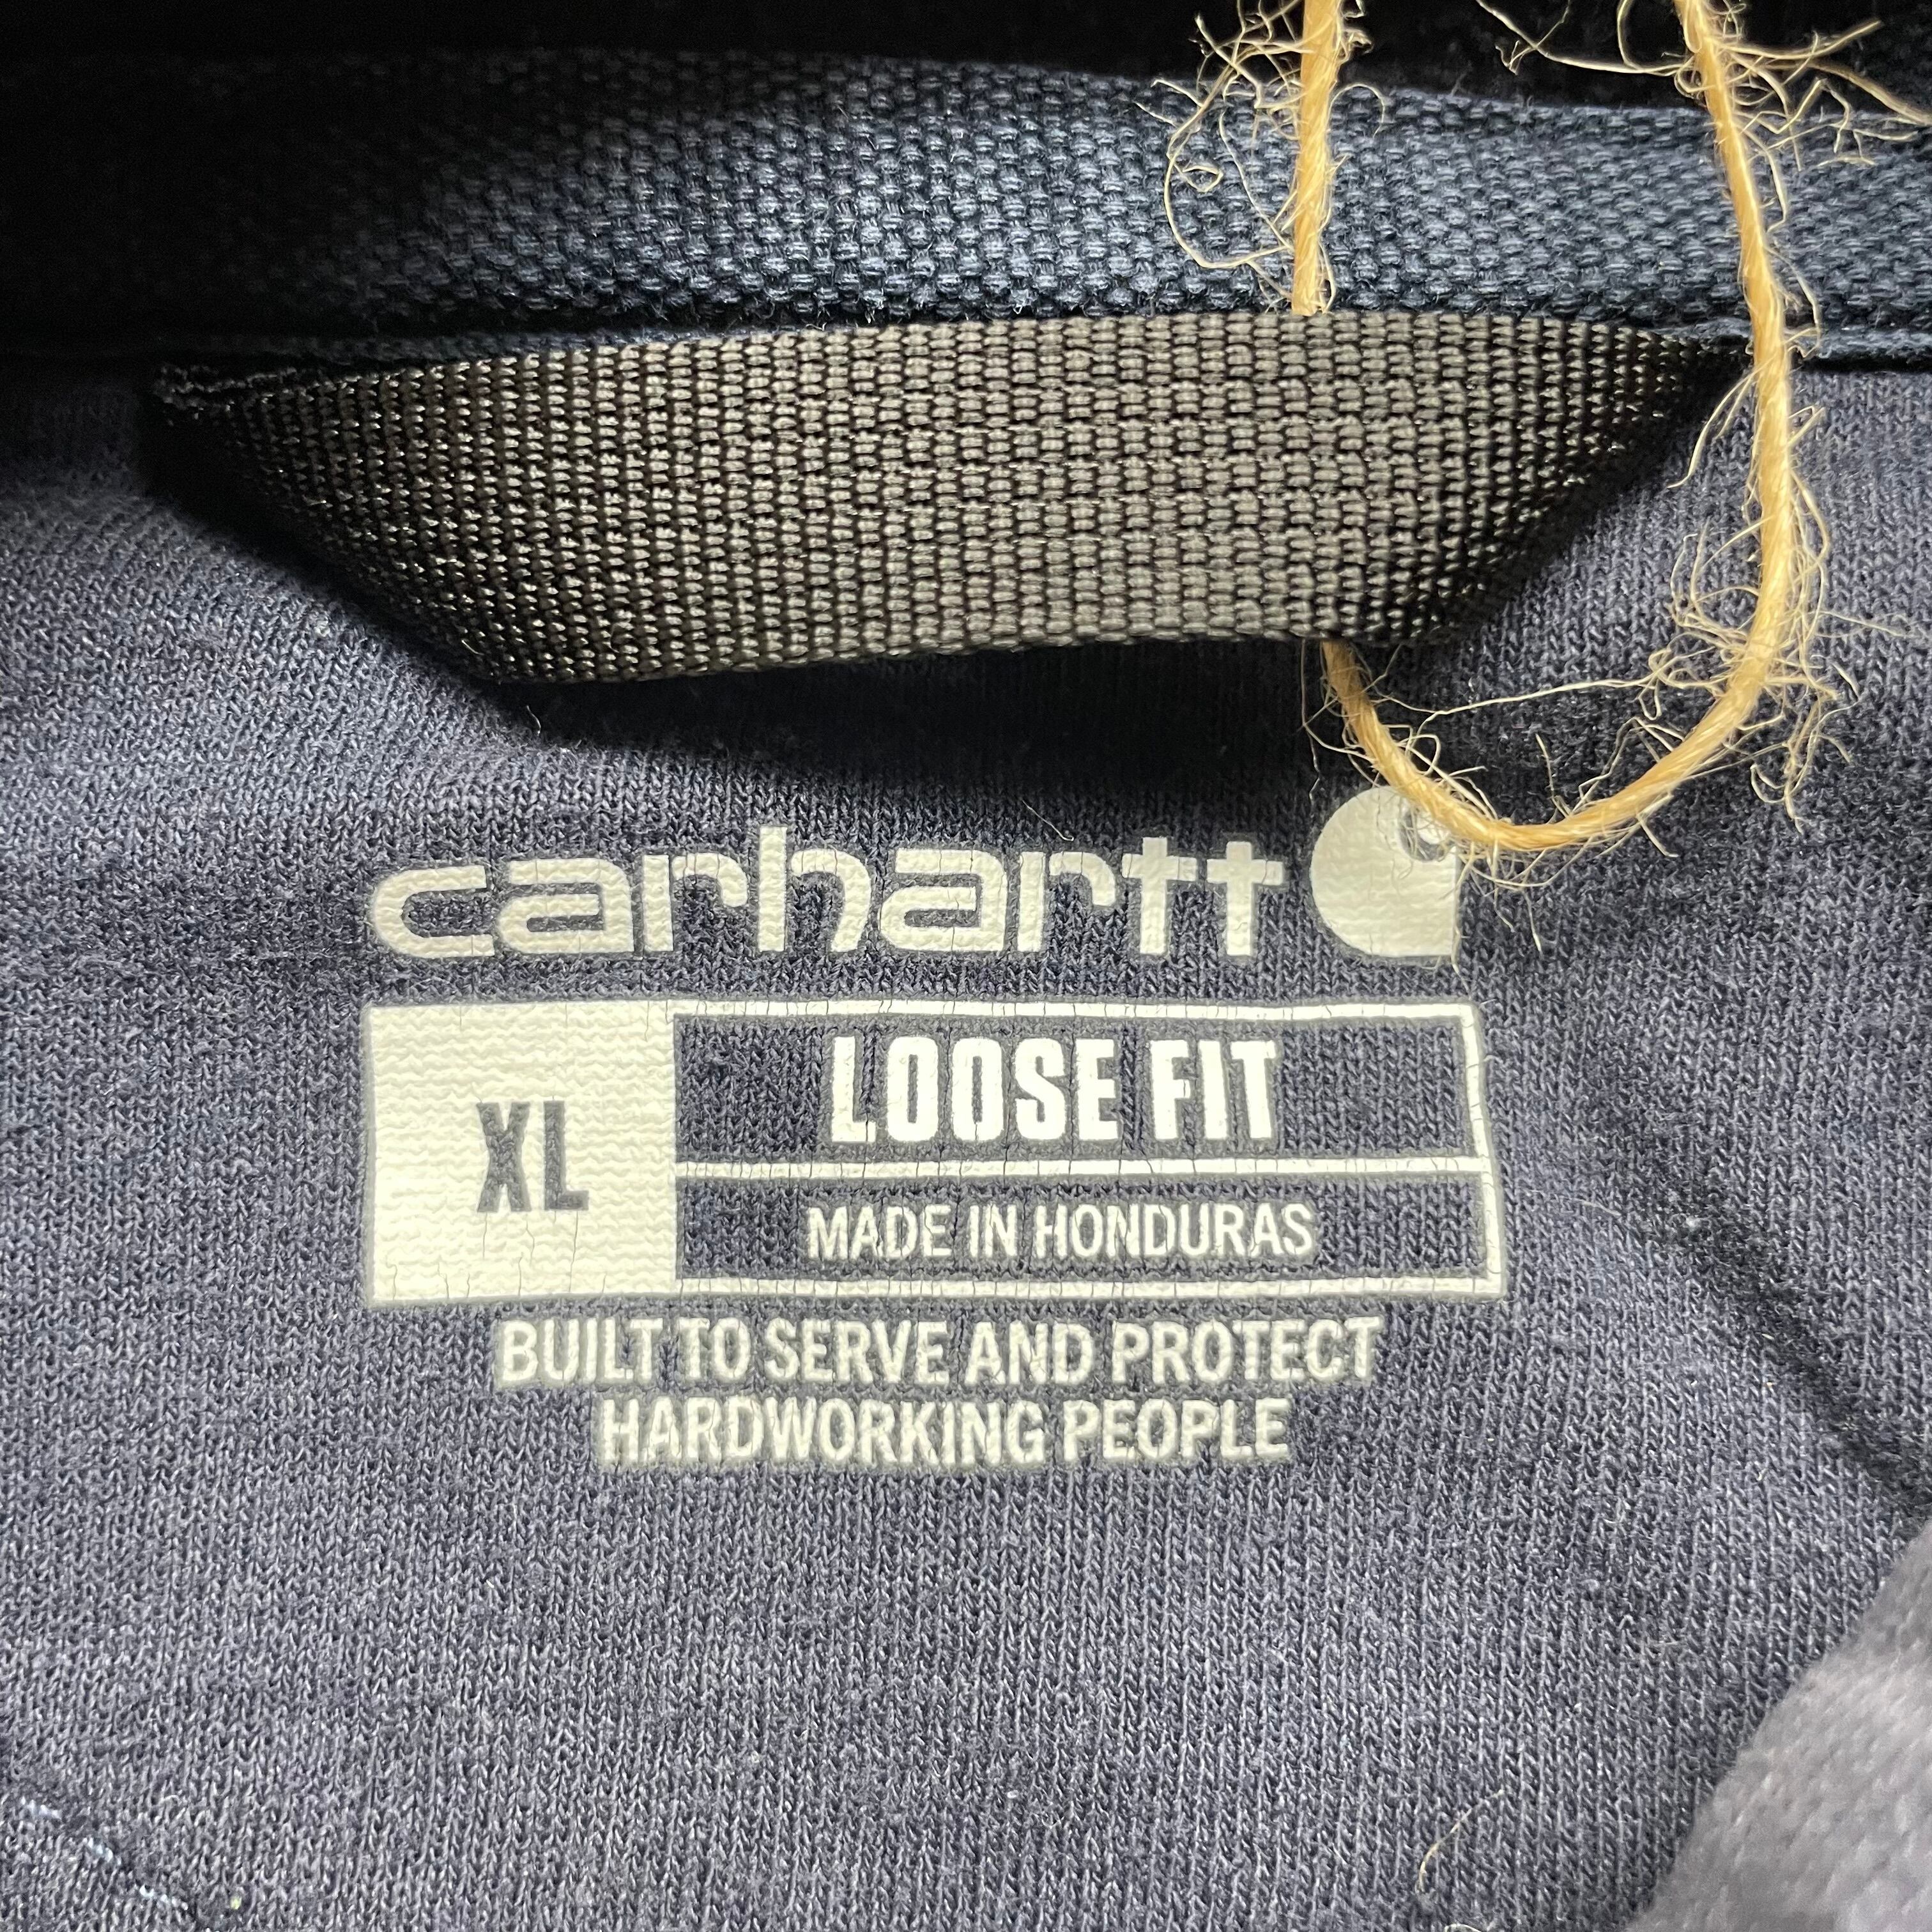 carhartt
XL
LOOSE FIT
MADE IN HONDURAS
BUILT TO SERVE AND PROTECT
HARDWORKING PEOPLE